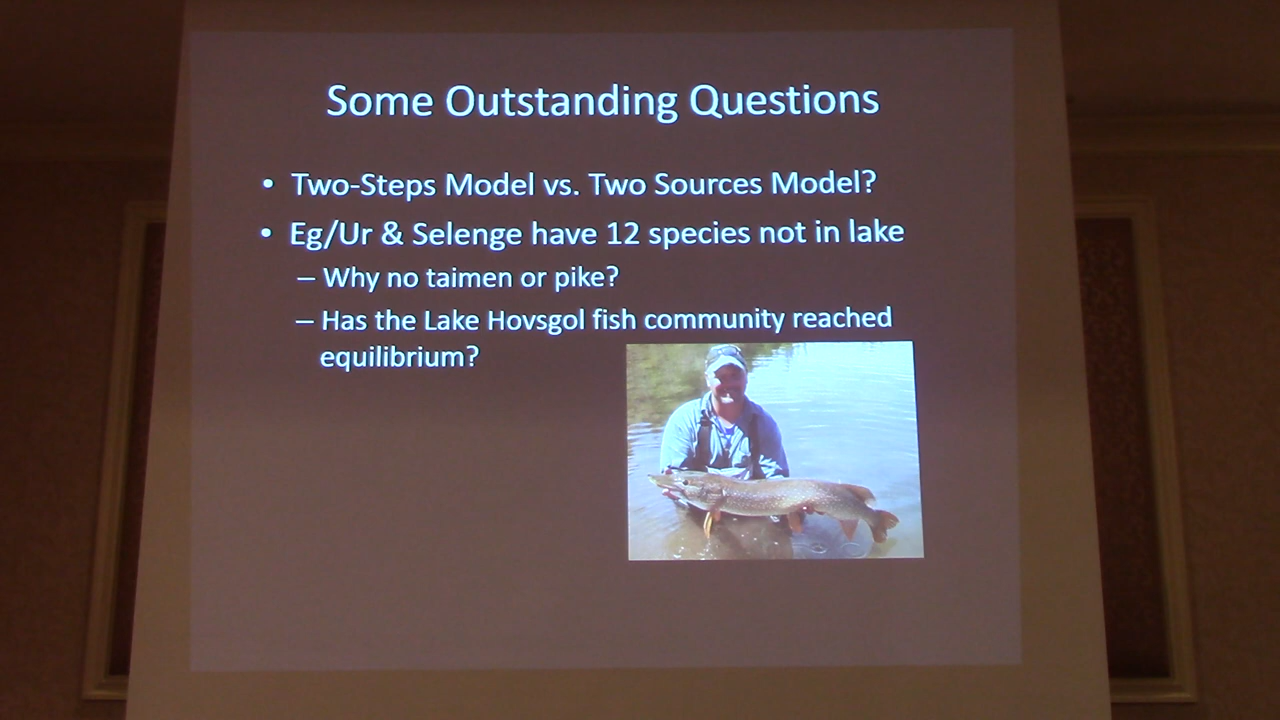 Some Outstanding Questions
• Two-Steps Model vs. Two Sources Model?
• Eg/Ur & Selenge have 12 species not in lake
– Why no taimen or pike?
– Has the Lake Hovsgol fish community reached
equilibrium?